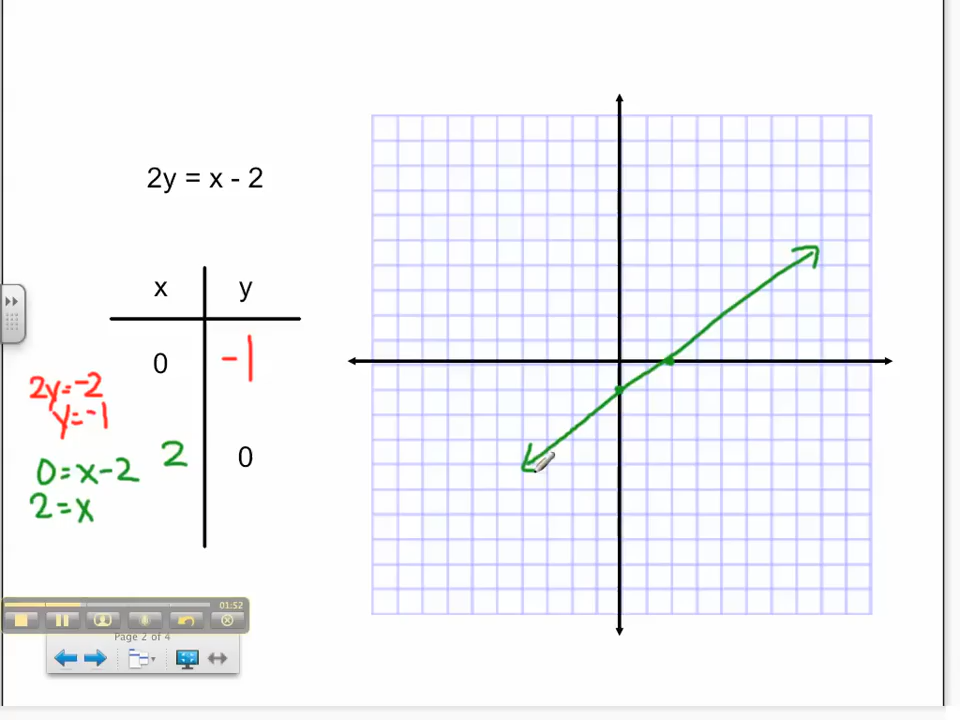 2y = x - 2
x y
0 -1
2y=-2
y=-1
2 0
0=x-2
2=x
01:52
Page 2 of 4